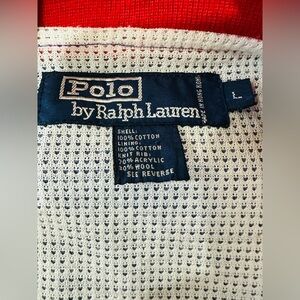 Polo
by Ralph Lauren
MADE IN HONG KONG
L
SHELL:
100% COTTON
LINING:
100% COTTON
KNIT RIB:
70% ACRYLIC
30% WOOL
SEE REVERSE